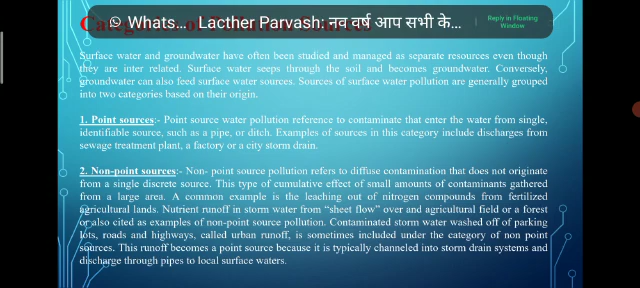 Whats... Lacther Parvash: नव वर्ष आप सभी के...
Reply in Floating
Window
Categories of Pollution Sources
Surface water and groundwater have often been studied and managed as separate resources even though
they are inter related. Surface water seeps through the soil and becomes groundwater. Conversely,
groundwater can also feed surface water sources. Sources of surface water pollution are generally grouped
into two categories based on their origin.
1. Point sources:- Point source water pollution reference to contaminate that enter the water from single,
identifiable source, such as a pipe, or ditch. Examples of sources in this category include discharges from
sewage treatment plant, a factory or a city storm drain.
2. Non-point sources:- Non- point source pollution refers to diffuse contamination that does not originate
from a single discrete source. This type of cumulative effect of small amounts of contaminants gathered
from a large area. A common example is the leaching out of nitrogen compounds from fertilized
agricultural lands. Nutrient runoff in storm water from “sheet flow” over and agricultural field or a forest
or also cited as examples of non-point source pollution. Contaminated storm water washed off of parking
lots, roads and highways, called urban runoff, is sometimes included under the category of non point
sources. This runoff becomes a point source because it is typically channeled into storm drain systems and
discharge through pipes to local surface waters.